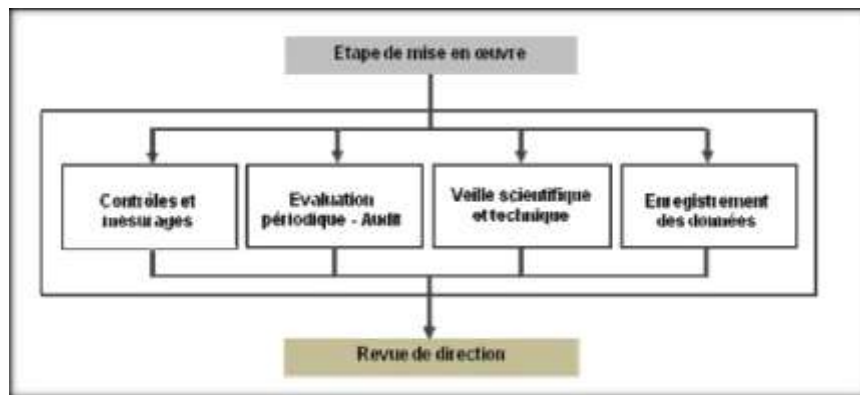 Etape de mise en œuvre
Contrôles et
mesurages
Evaluation
périodique - Audit
Veille scientifique
et technique
Enregistrement
des données
Revue de direction